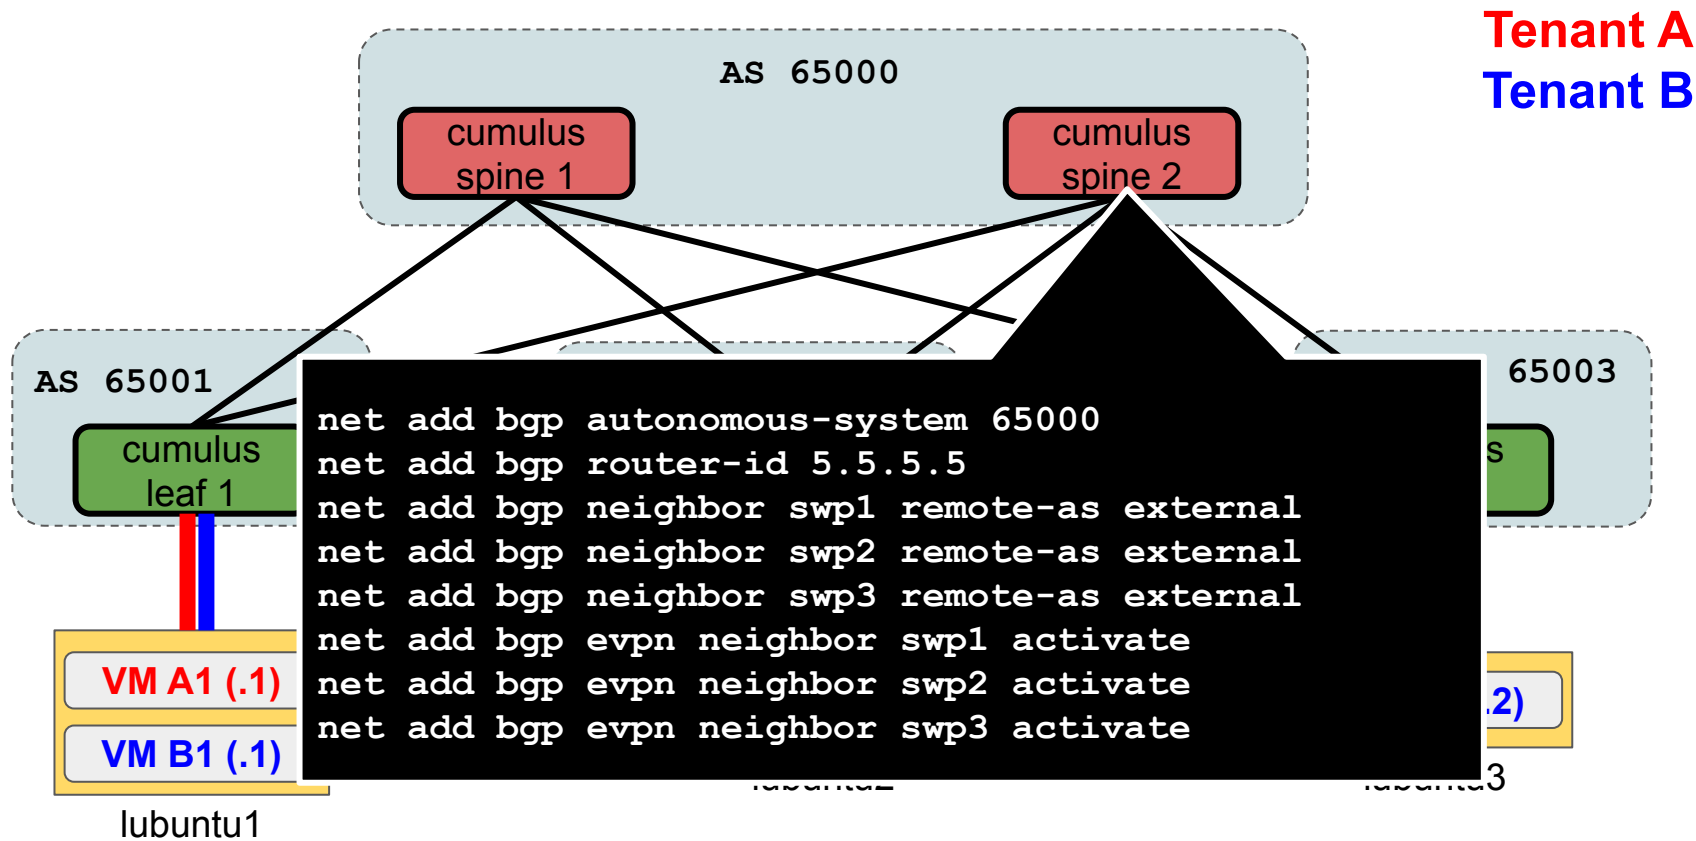 Tenant A
Tenant B
AS 65000
cumulus
spine 1
cumulus
spine 2
AS 65001
65003
cumulus
leaf 1
s
net add bgp autonomous-system 65000
net add bgp router-id 5.5.5.5
net add bgp neighbor swp1 remote-as external
net add bgp neighbor swp2 remote-as external
net add bgp neighbor swp3 remote-as external
net add bgp evpn neighbor swp1 activate
net add bgp evpn neighbor swp2 activate
net add bgp evpn neighbor swp3 activate
VM A1 (.1)
VM B1 (.1)
.2)
lubuntu1
lubuntu2
lubuntu3